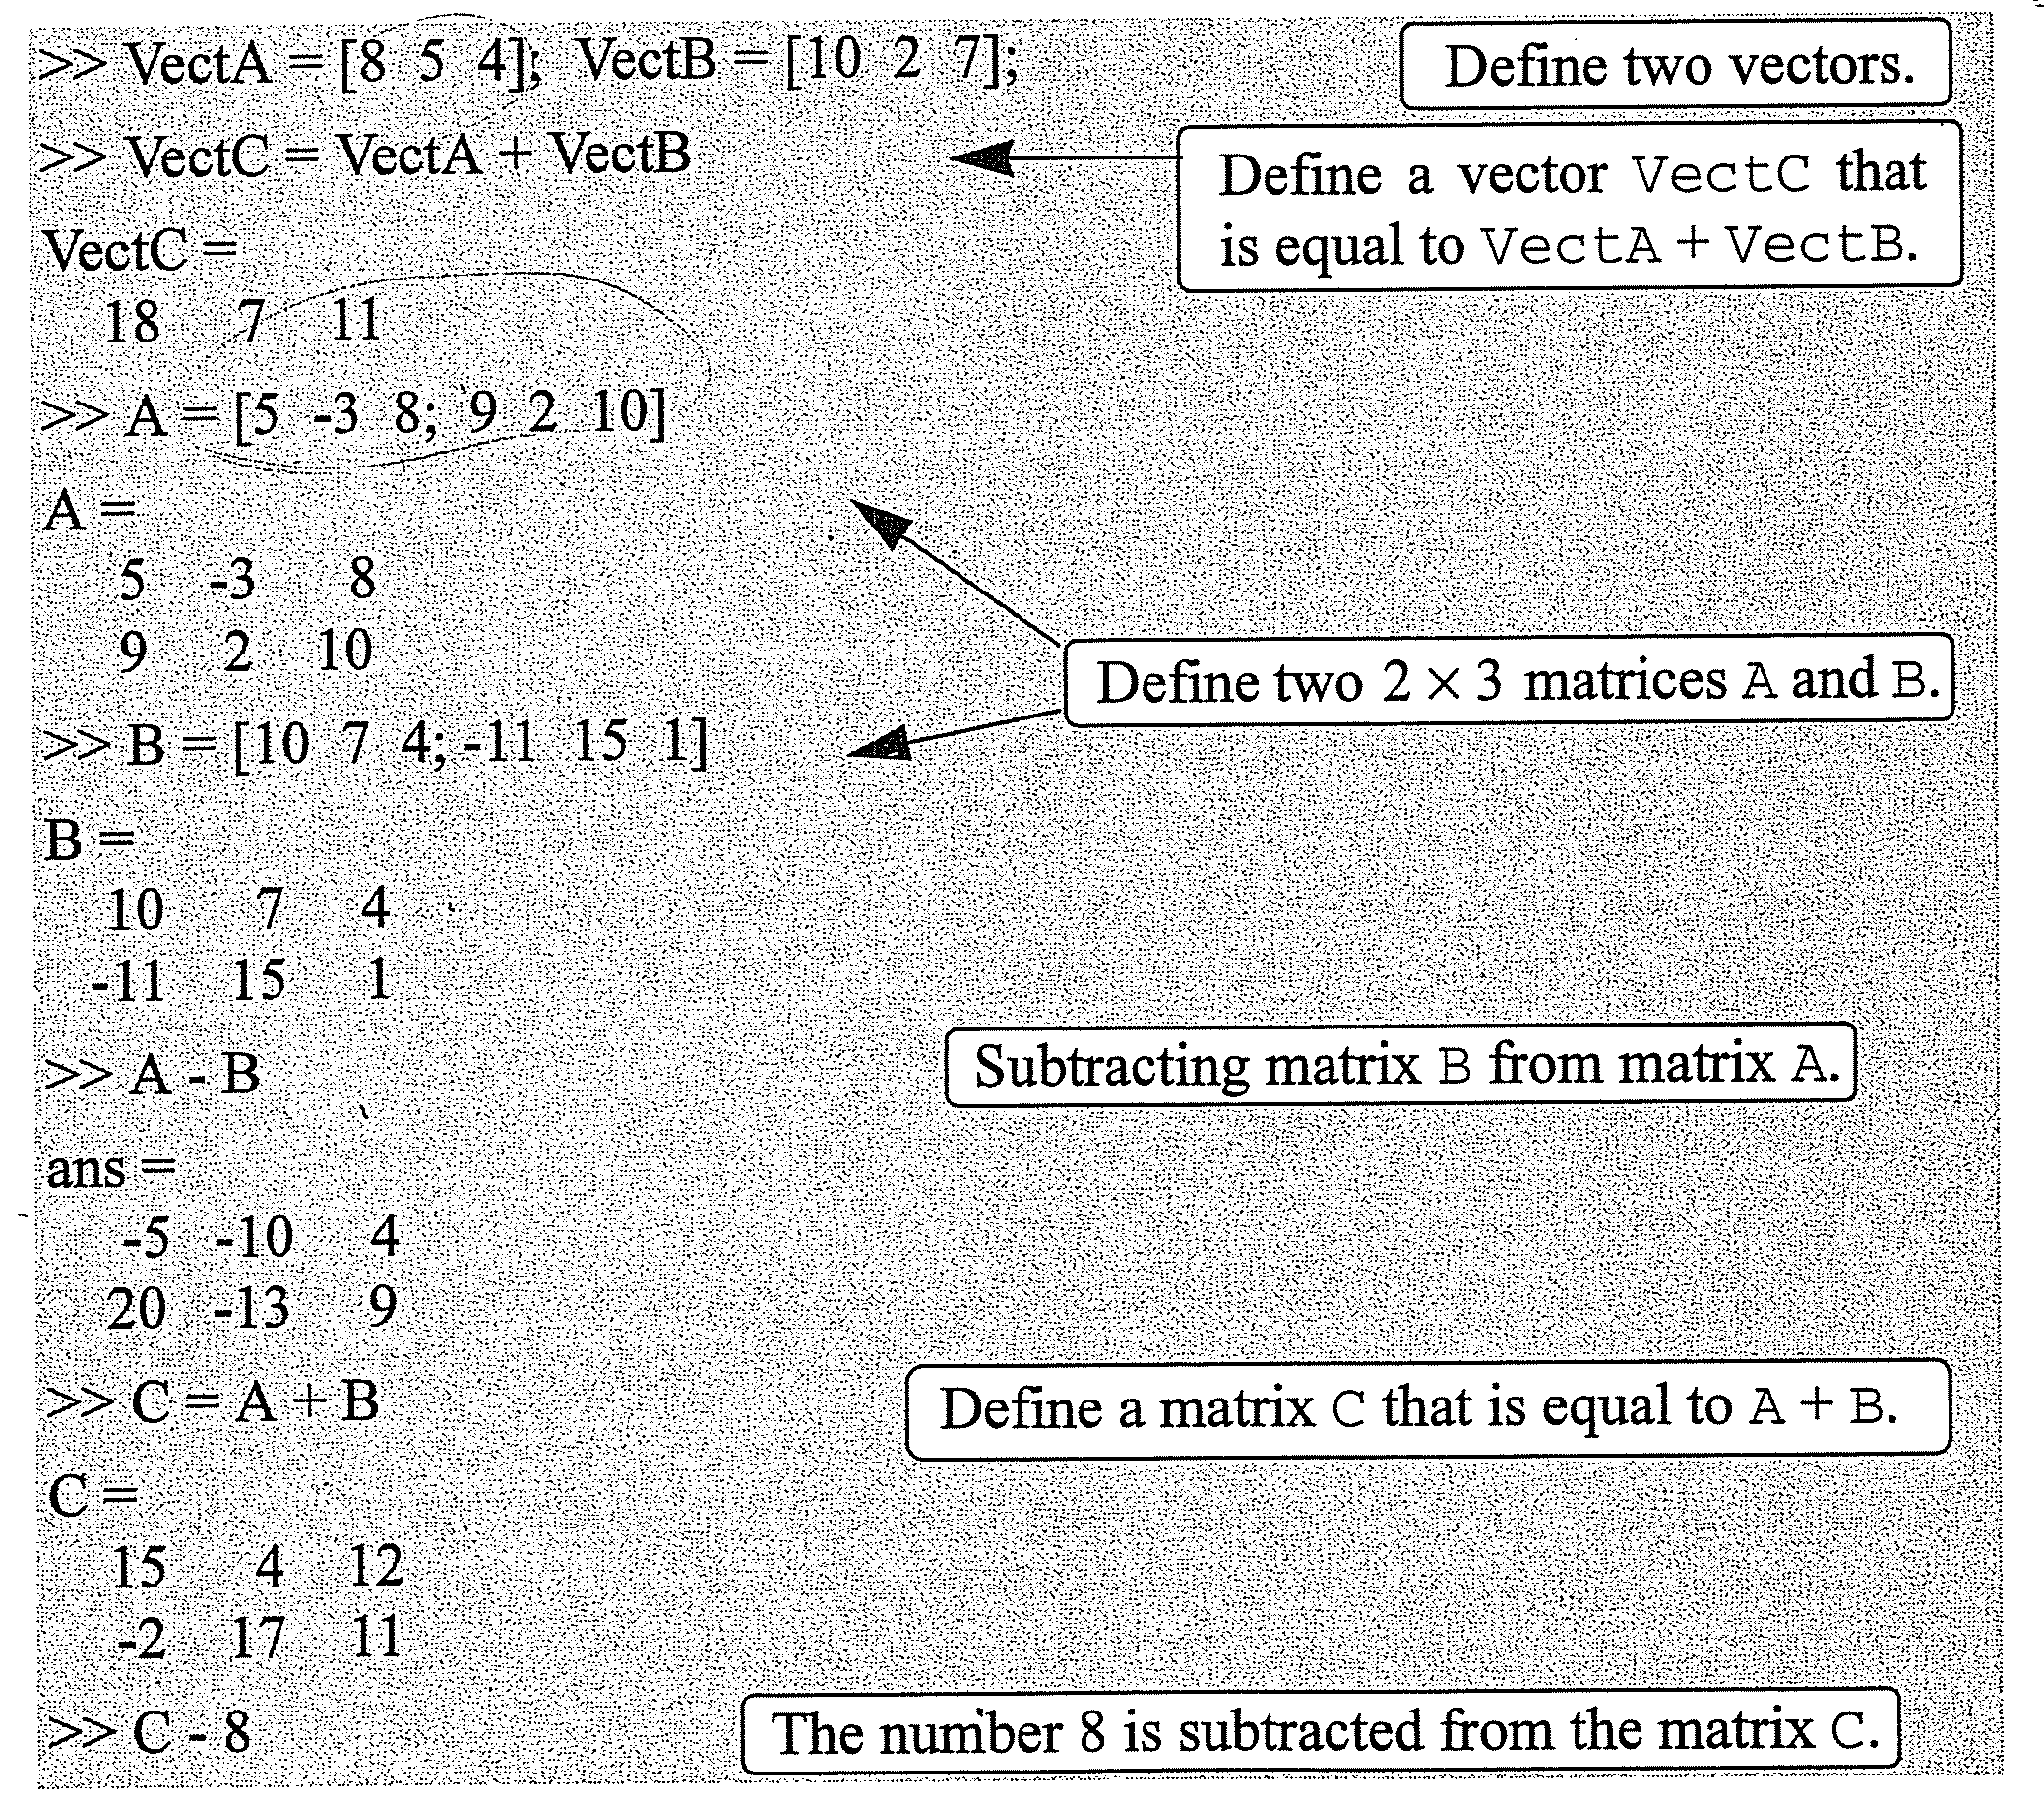 >> VectA = [8 5 4]; VectB = [10 2 7];
Define two vectors.
>> VectC = VectA + VectB
Define a vector VectC that
is equal to VectA + VectB.
VectC =
18 7 11
>> A = [5 -3 8; 9 2 10]
A =
5 -3 8
9 2 10
Define two 2 × 3 matrices A and B.
>> B = [10 7 4; -11 15 1]
B =
10 7 4
-11 15 1
>> A - B
Subtracting matrix B from matrix A.
ans =
-5 -10 4
20 -13 9
>> C = A + B
Define a matrix C that is equal to A + B.
C =
15 4 12
-2 17 11
>> C - 8
The number 8 is subtracted from the matrix C.